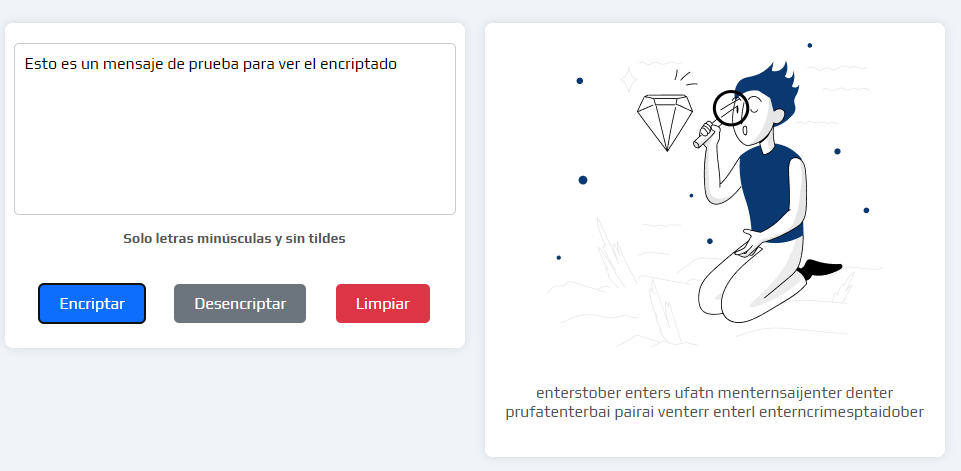 Esto es un mensaje de prueba para ver el encriptado
Solo letras minúsculas y sin tildes
Encriptar
Desencriptar
Limpiar
enterstober enters ufatn menternsaijenter denter
prufatenterbai pairai venterr enterl enterncrimesptaidober